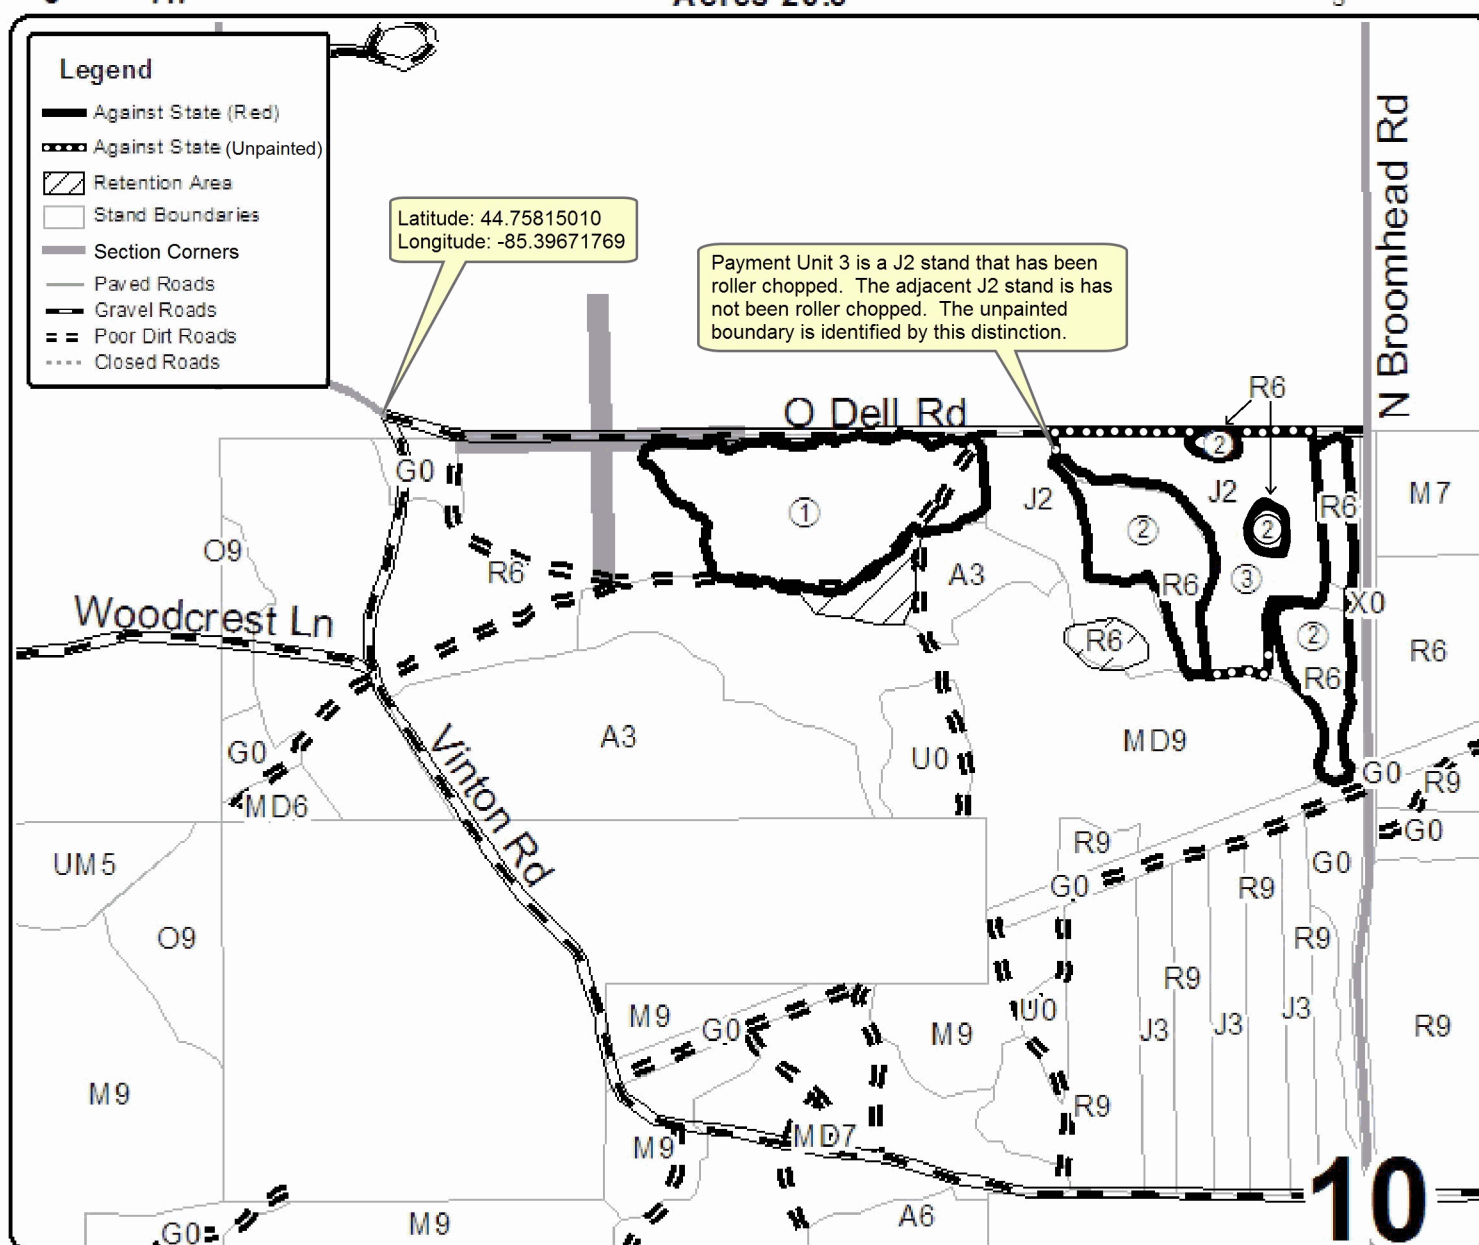 Legend
Against State (Red)
Against State (Unpainted)
Retention Area
Stand Boundaries
Section Corners
Paved Roads
Gravel Roads
Poor Dirt Roads
Closed Roads
Latitude: 44.75815010
Longitude: -85.39671769
Payment Unit 3 is a J2 stand that has been
roller chopped. The adjacent J2 stand is has
not been roller chopped. The unpainted
boundary is identified by this distinction.
N Broomhead Rd
O Dell Rd
R6
G0
2
J2
J2
R6
M7
1
2
2
O9
R6
A3
R6
3
X0
Woodcrest Ln
R6
2
R6
R6
G0
Vinton Rd
A3
U0
MD9
G0
R9
MD6
UM5
R9
G0
G0
G0
R9
O9
R9
R9
M9
G0
M9
U0
J3
J3
J3
R9
M9
R9
M9
MD7
10
G0
M9
A6